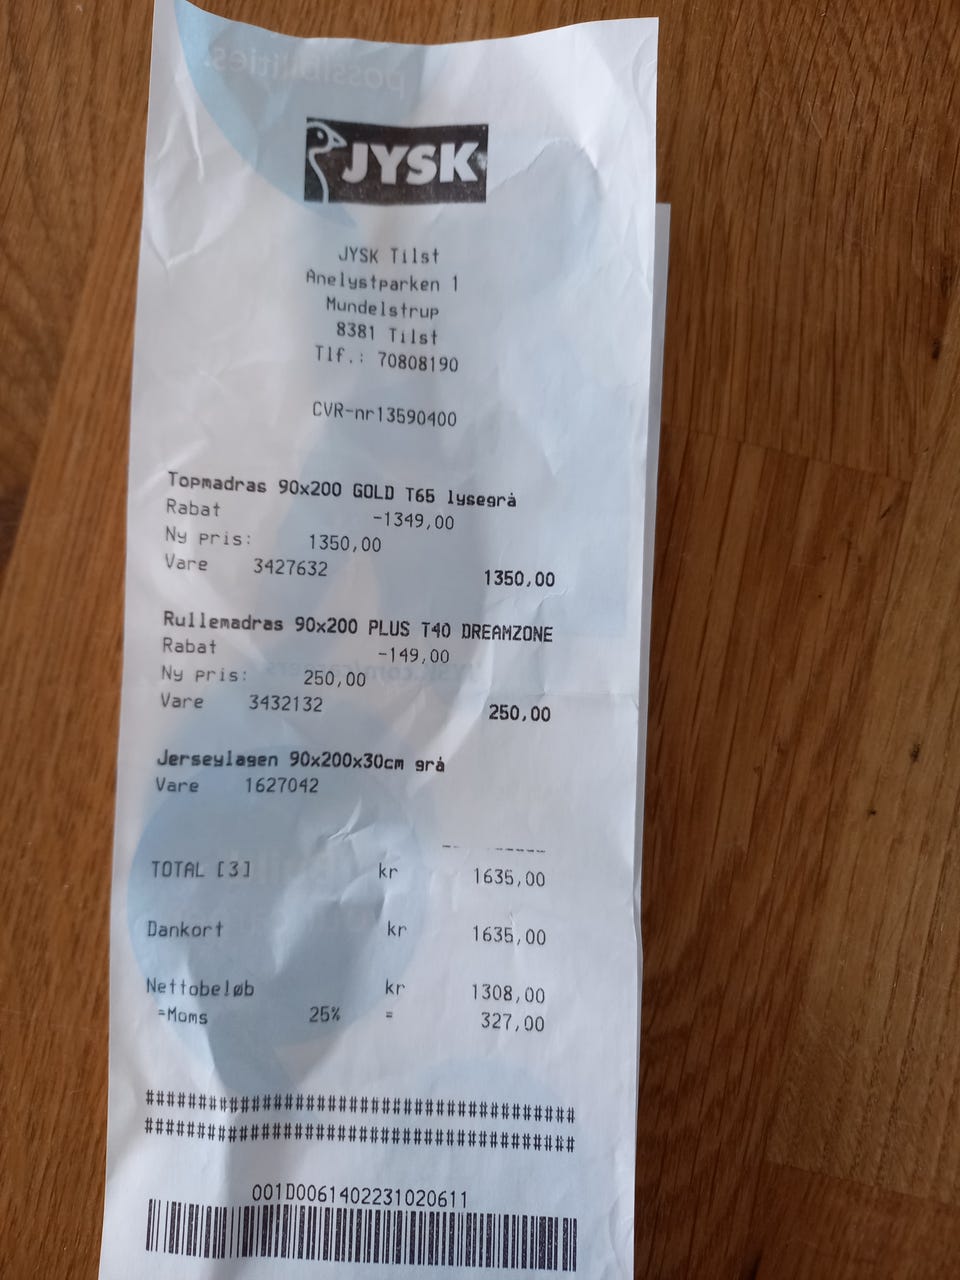 possibilities.
JYSK
JYSK Tilst
Anelystparken 1
Mundelstrup
8381 Tilst
Tlf.: 70808190
CVR-nr13590400
Topmadras 90x200 GOLD T65 lysegrå
Rabat -1349,00
Ny pris: 1350,00
Vare 3427632 1350,00
Rullemadras 90x200 PLUS T40 DREAMZONE
Rabat -149,00
Ny pris: 250,00
Vare 3432132 250,00
Jerseylagen 90x200x30cm grå
Vare 1627042
TOTAL [3] kr 1635,00
Dankort kr 1635,00
Nettobeløb kr 1308,00
=Moms 25% = 327,00
#########################################
#########################################
001D0061402231020611